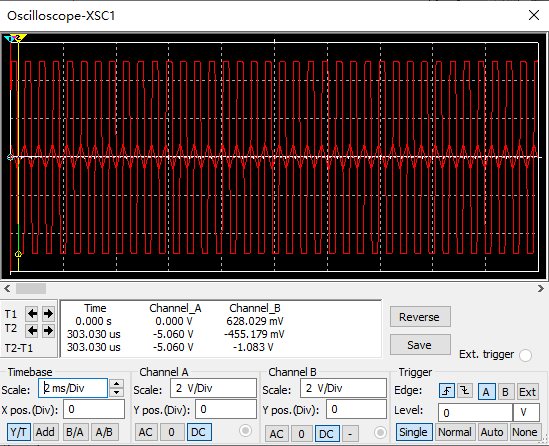 Oscilloscope-XSC1
T1
T2
T2-T1
Time Channel_A Channel_B
0.000 s 0.000 V 628.029 mV
303.030 us -5.060 V -455.179 mV
303.030 us -5.060 V -1.083 V
Reverse
Save
Ext. trigger
Timebase
Scale: 2 ms/Div
X pos.(Div): 0
Y/T Add B/A A/B
Channel A
Scale: 2 V/Div
Y pos.(Div): 0
AC 0 DC
Channel B
Scale: 2 V/Div
Y pos.(Div): 0
AC 0 DC -
Trigger
Edge: A B Ext
Level: 0 V
Single Normal Auto None